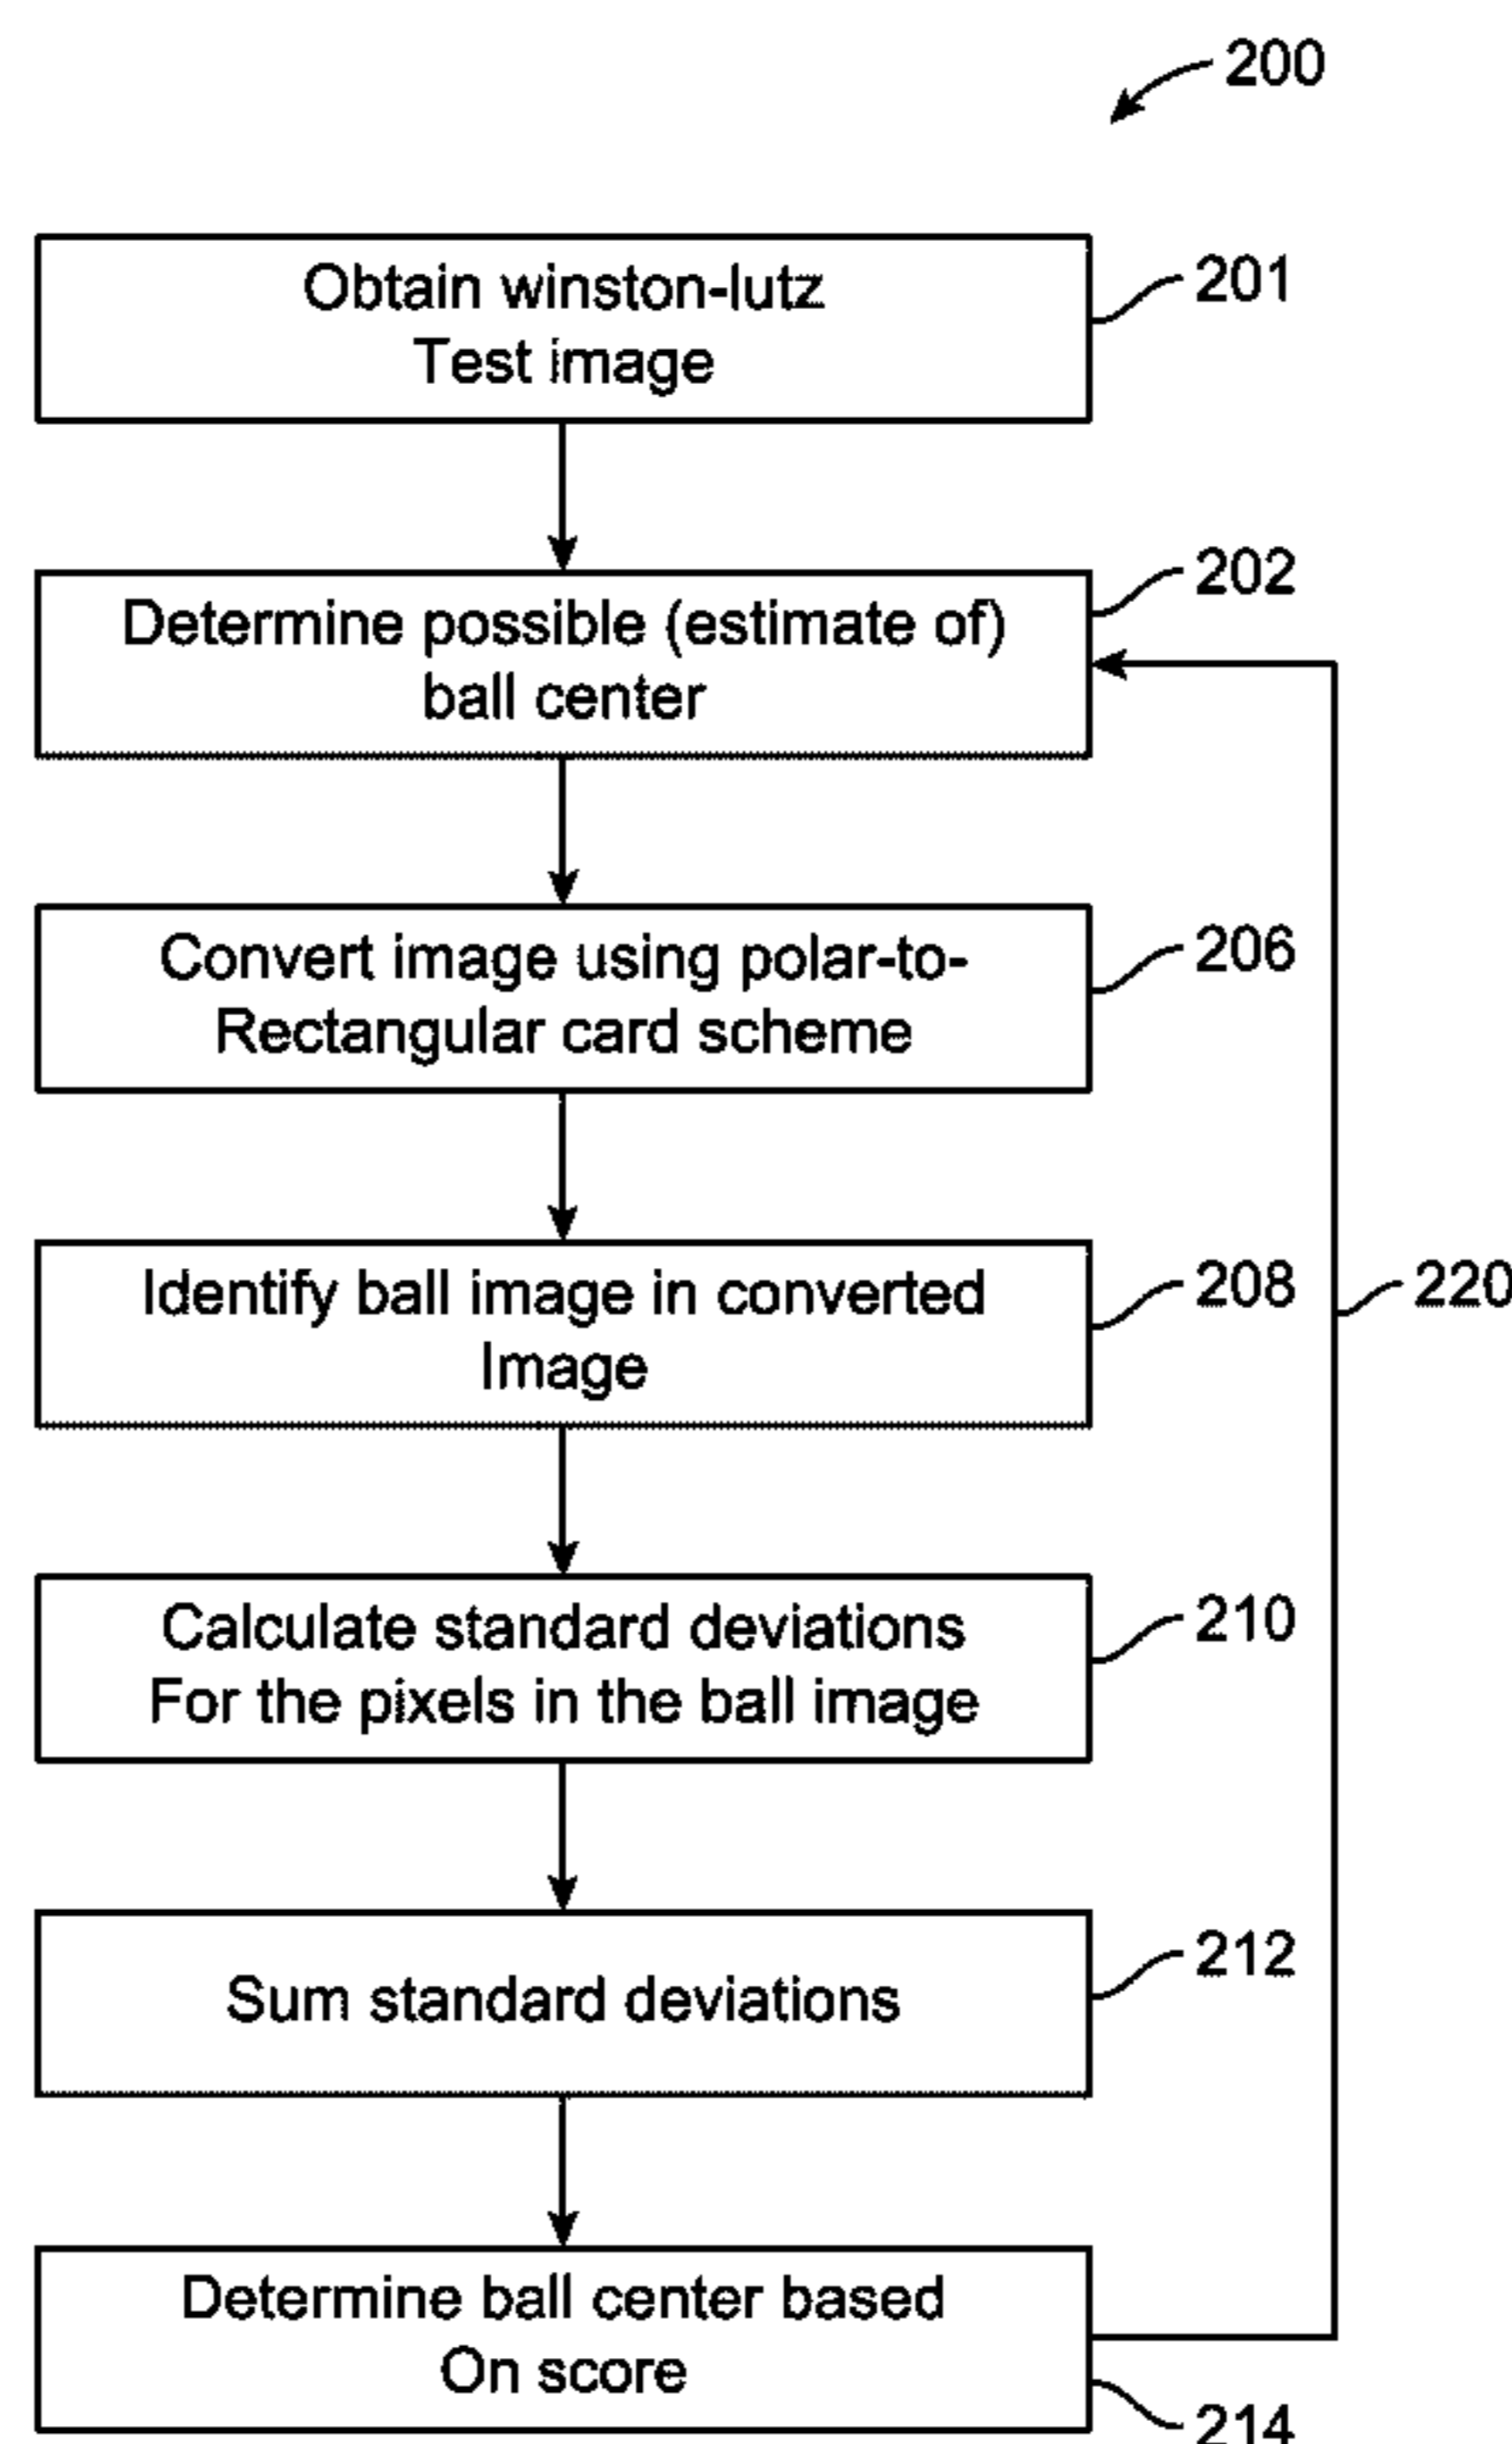 200
Obtain winston-lutz
Test image
201
Determine possible (estimate of)
ball center
202
Convert image using polar-to-
Rectangular card scheme
206
Identify ball image in converted
Image
208
220
Calculate standard deviations
For the pixels in the ball image
210
Sum standard deviations
212
Determine ball center based
On score
214